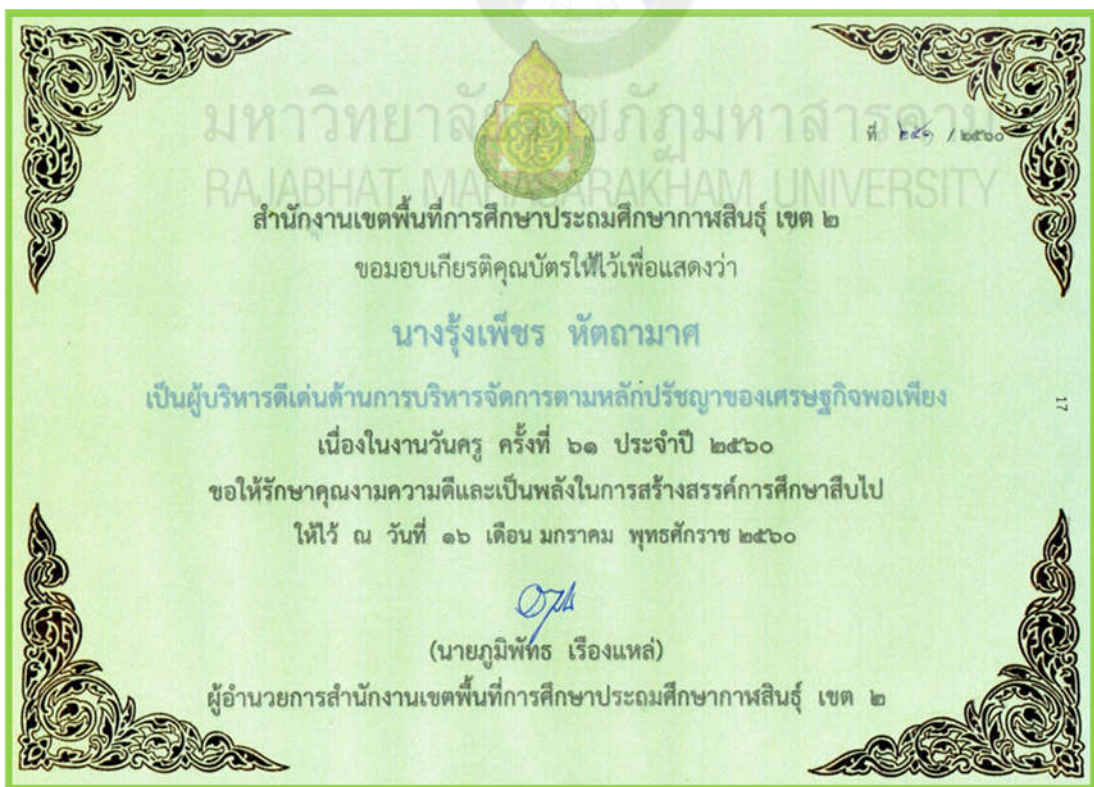 มหาวิทยาลัยราชภัฏมหาสารคาม
RAJABHAT MAHASARAKHAM UNIVERSITY
ที่ / ๒๕๖๐
สำนักงานเขตพื้นที่การศึกษาประถมศึกษากาฬสินธุ์ เขต ๒
ขอมอบเกียรติคุณบัตรให้ไว้เพื่อแสดงว่า
นางรุ้งเพ็ชร หัตถามาศ
เป็นผู้บริหารดีเด่นด้านการบริหารจัดการตามหลักปรัชญาของเศรษฐกิจพอเพียง
17
เนื่องในงานวันครู ครั้งที่ ๖๑ ประจำปี ๒๕๖๐
ขอให้รักษาคุณงามความดีและเป็นพลังในการสร้างสรรค์การศึกษาสืบไป
ให้ไว้ ณ วันที่ ๑๖ เดือน มกราคม พุทธศักราช ๒๕๖๐
(นายภูมิพัทธ เรืองแหล่)
ผู้อำนวยการสำนักงานเขตพื้นที่การศึกษาประถมศึกษากาฬสินธุ์ เขต ๒